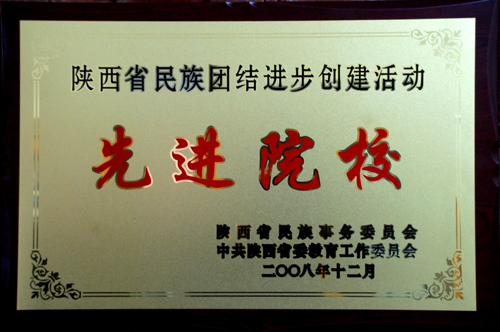 陕西省民族团结进步创建活动
先进院校
陕西省民族事务委员会
中共陕西省委教育工作委员会
二〇〇八年十二月